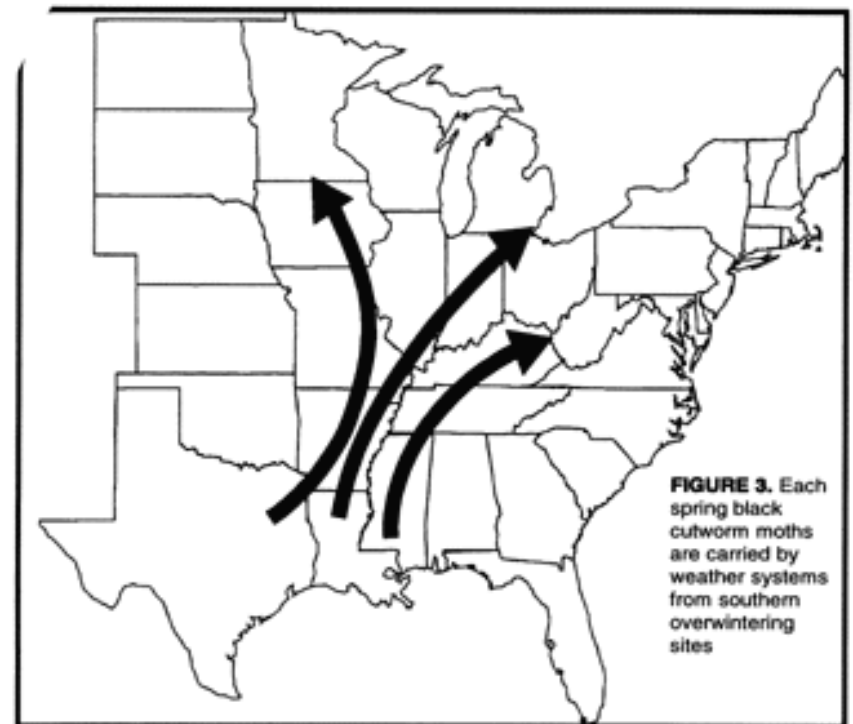 FIGURE 3. Each
spring black
cutworm moths
are carried by
weather systems
from southern
overwintering
sites